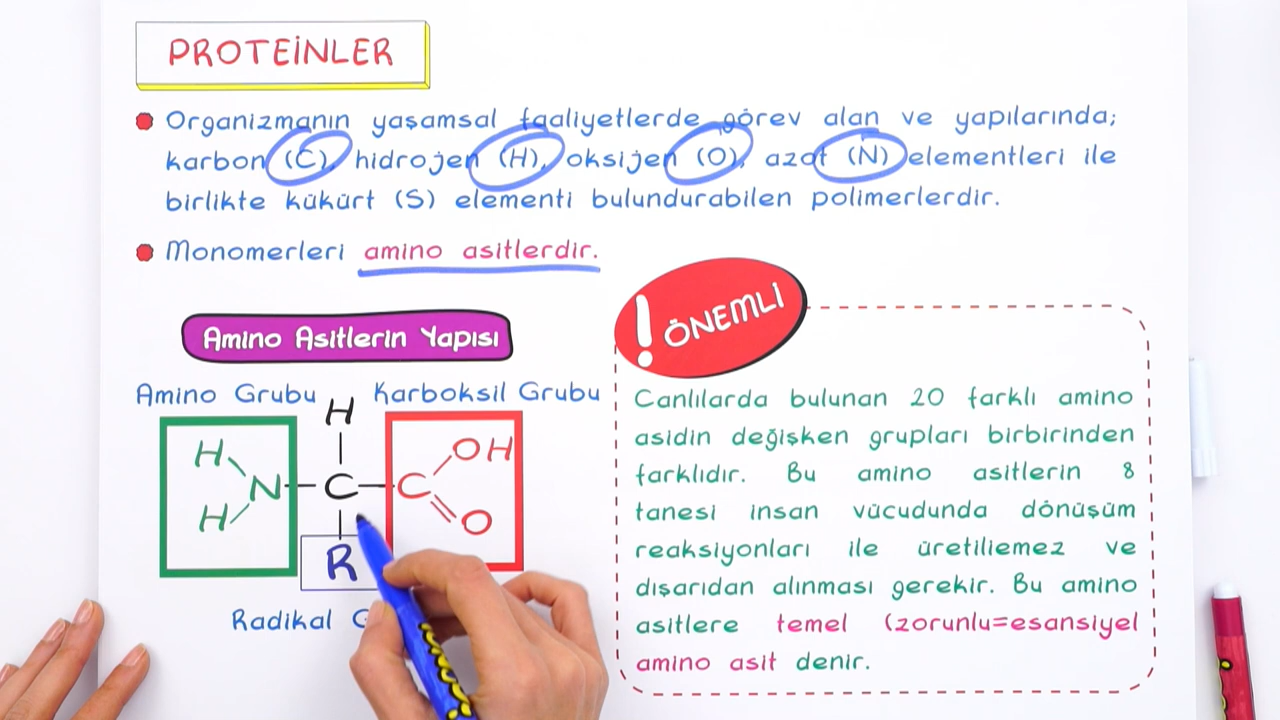 PROTEİNLER
Organizmanın yaşamsal faaliyetlerde görev alan ve yapılarında;
karbon (C), hidrojen (H), oksijen (O), azot (N) elementleri ile
birlikte kükürt (S) elementi bulundurabilen polimerlerdir.
Monomerleri amino asitlerdir.
Amino Asitlerin Yapısı
Amino Grubu
Karboksil Grubu
H
H
N
H
C
C
OH
O
R
Radikal G
! ÖNEMLİ
Canlılarda bulunan 20 farklı amino
asidin değişken grupları birbirinden
farklıdır. Bu amino asitlerin 8
tanesi insan vücudunda dönüşüm
reaksiyonları ile üretiliemez ve
dışarıdan alınması gerekir. Bu amino
asitlere temel (zorunlu=esansiyel
amino asit denir.